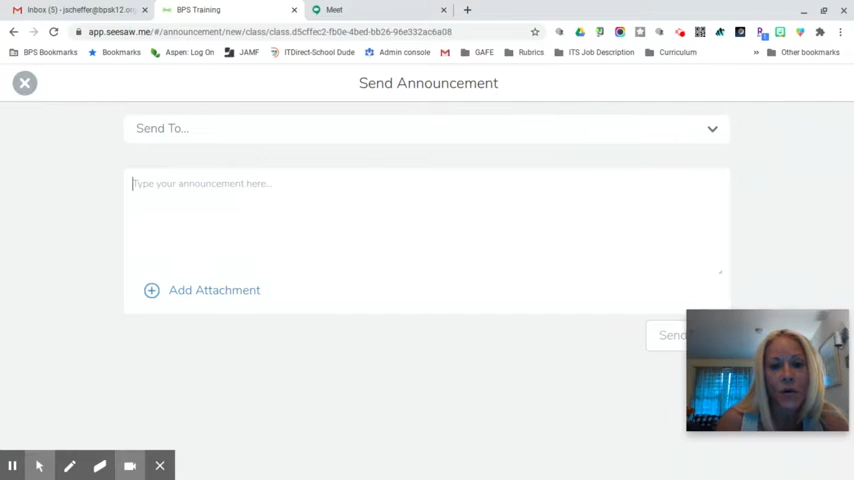 Inbox (10) - jscheffer@bpsk12.org
BPS Training
Meet
app.seesaw.me/#/announcement/new/class/class.d5cffec2-fb0e-4bed-bb26-96e332ac6a08
BPS Bookmarks
Bookmarks
Aspen: Log On
JAMF
ITDirect-School Dude
Admin console
GAFE
Rubrics
ITS Job Description
Curriculum
Other bookmarks
Send Announcement
Send To...
Type your announcement here...
Add Attachment
Send